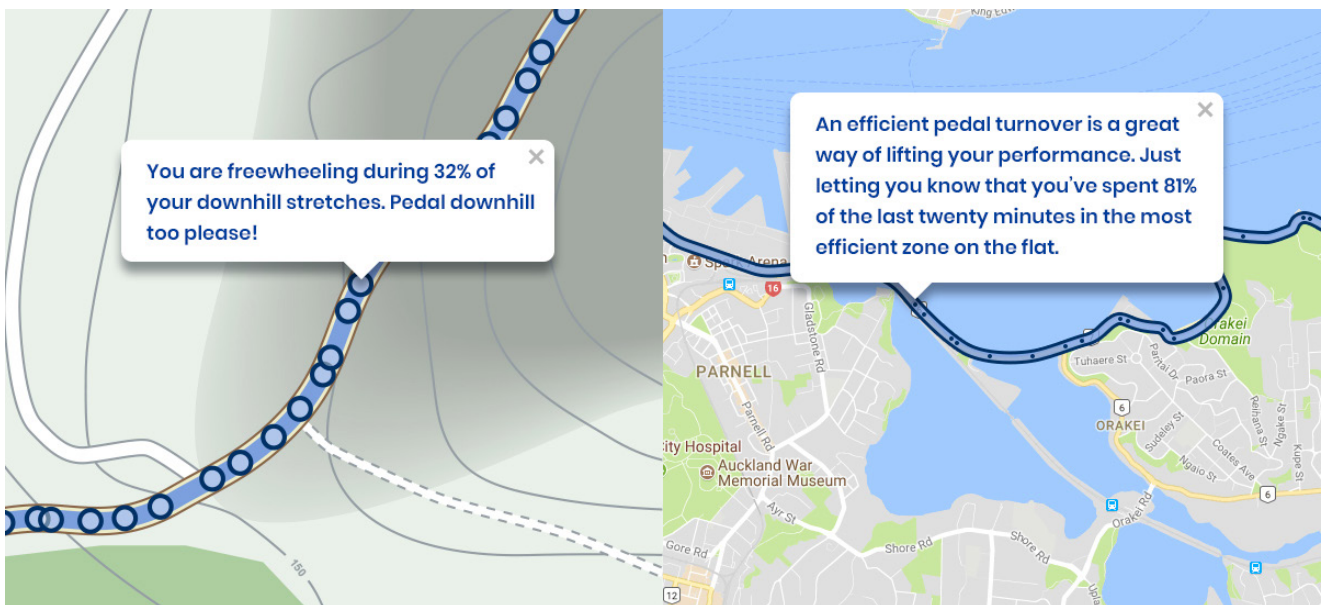 You are freewheeling during 32% of
your downhill stretches. Pedal downhill
too please!
150
An efficient pedal turnover is a great
way of lifting your performance. Just
letting you know that you've spent 81%
of the last twenty minutes in the most
efficient zone on the flat.
Spark Arena
16
Gladstone Rd
PARNELL
Parnell Rd
City Hospital
Auckland War
Memorial Museum
Ayr St
Gore Rd
12
Shore Rd
Shore Rd
Orakei Rd
Orakei
Domain
Tuhaere St
Paritai Dr
Paora St
6
ORAKEI
Sudeley St
Reihana St
Ngake St
Kupe St
Coates Ave
Ngaio St
6